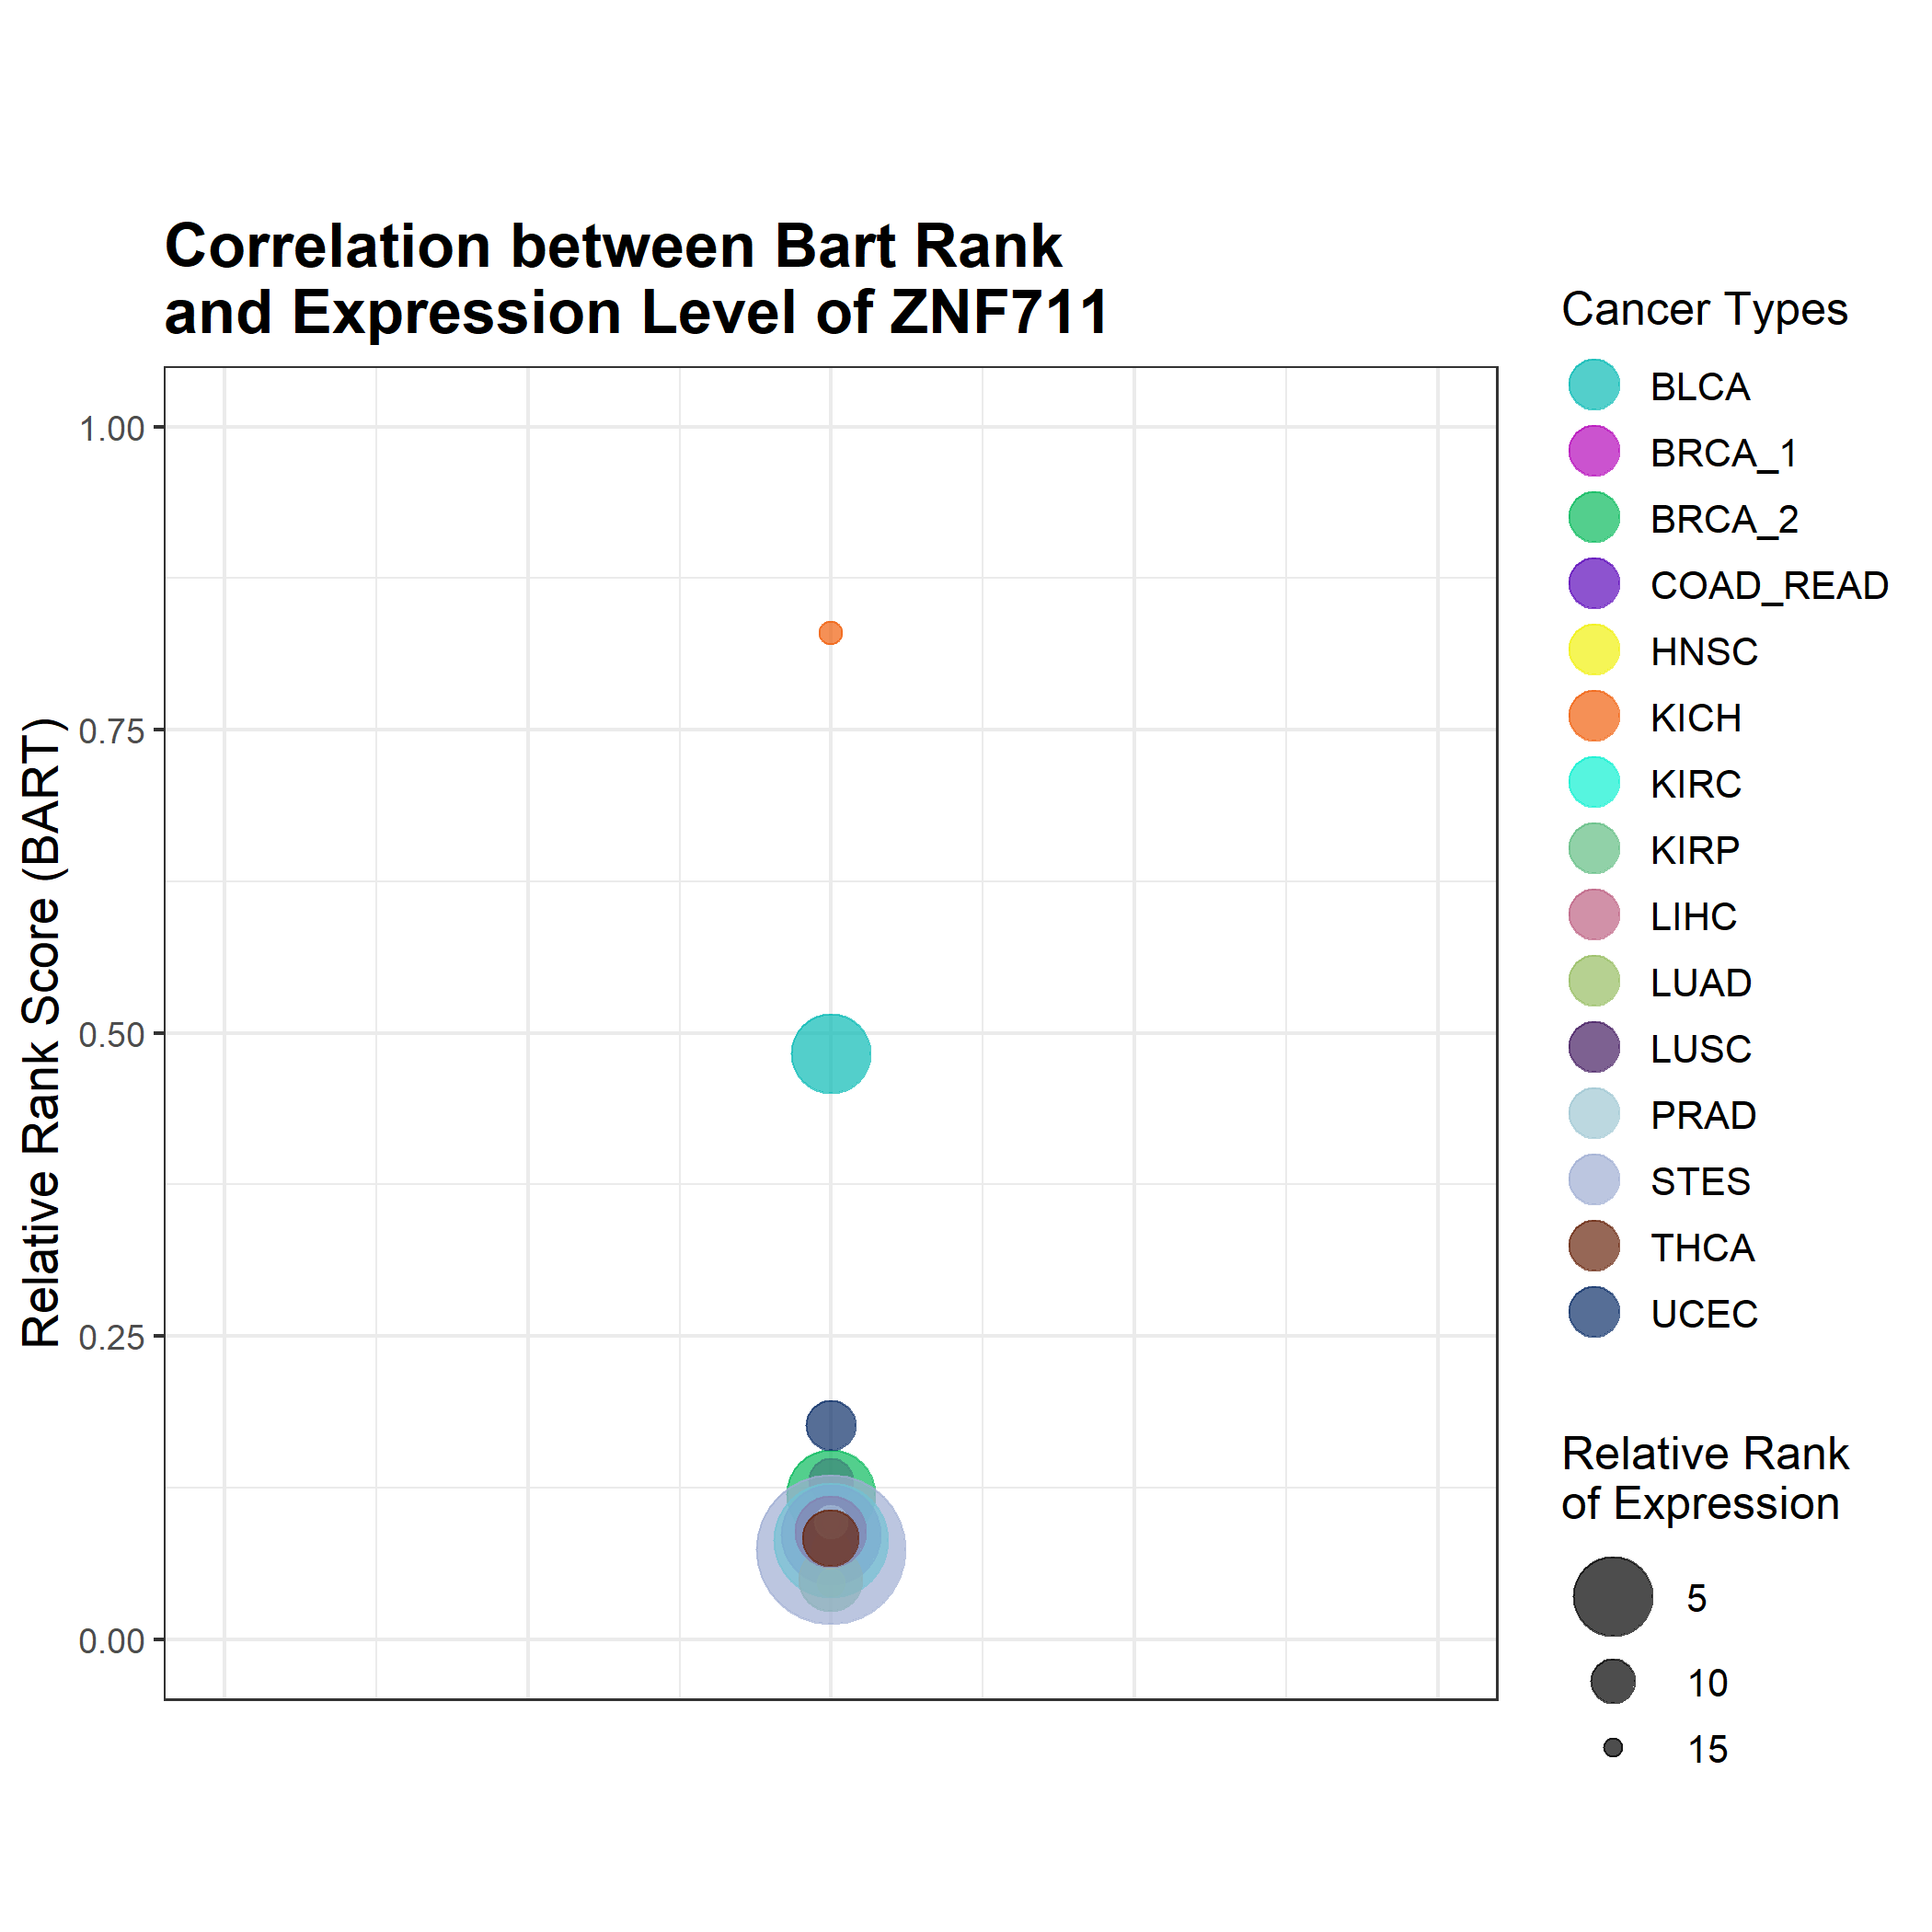 Correlation between Bart Rank
and Expression Level of ZNF711
Relative Rank Score (BART)
1.00
0.75
0.50
0.25
0.00
Cancer Types
BLCA
BRCA_1
BRCA_2
COAD_READ
HNSC
KICH
KIRC
KIRP
LIHC
LUAD
LUSC
PRAD
STES
THCA
UCEC
Relative Rank
of Expression
5
10
15